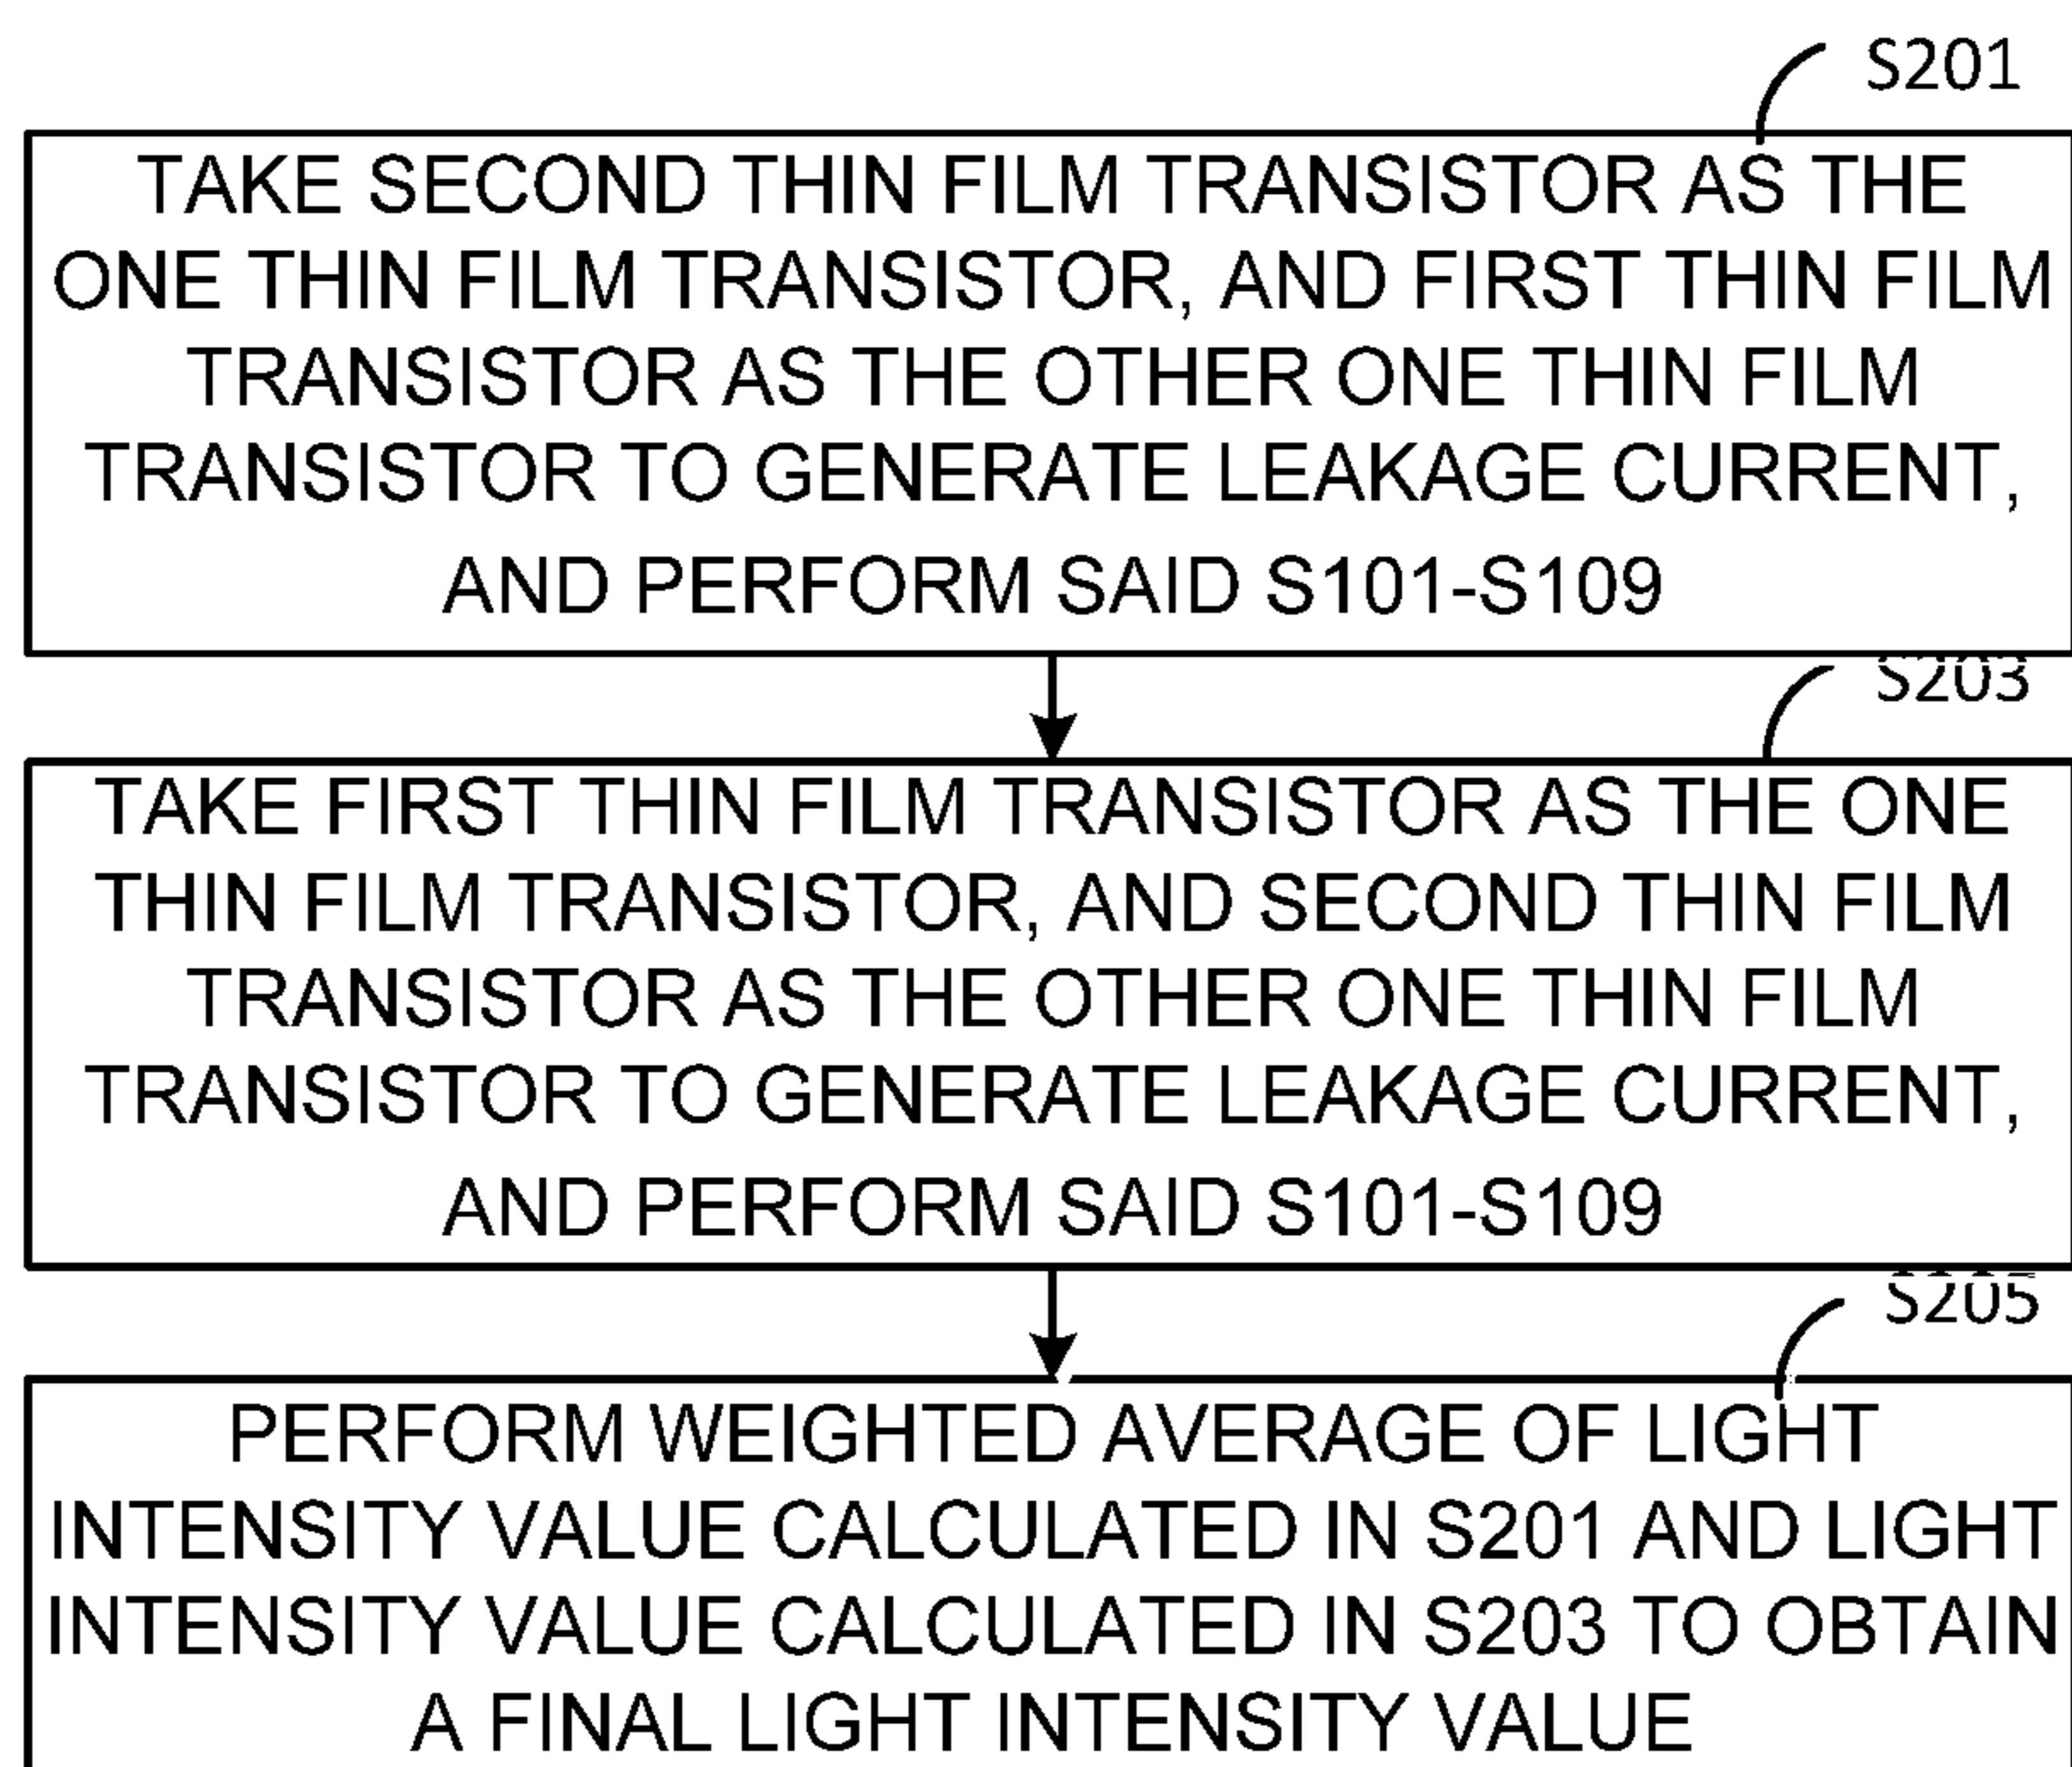 S201
TAKE SECOND THIN FILM TRANSISTOR AS THE
ONE THIN FILM TRANSISTOR, AND FIRST THIN FILM
TRANSISTOR AS THE OTHER ONE THIN FILM
TRANSISTOR TO GENERATE LEAKAGE CURRENT,
AND PERFORM SAID S101-S109
S203
TAKE FIRST THIN FILM TRANSISTOR AS THE ONE
THIN FILM TRANSISTOR, AND SECOND THIN FILM
TRANSISTOR AS THE OTHER ONE THIN FILM
TRANSISTOR TO GENERATE LEAKAGE CURRENT,
AND PERFORM SAID S101-S109
S205
PERFORM WEIGHTED AVERAGE OF LIGHT
INTENSITY VALUE CALCULATED IN S201 AND LIGHT
INTENSITY VALUE CALCULATED IN S203 TO OBTAIN
A FINAL LIGHT INTENSITY VALUE